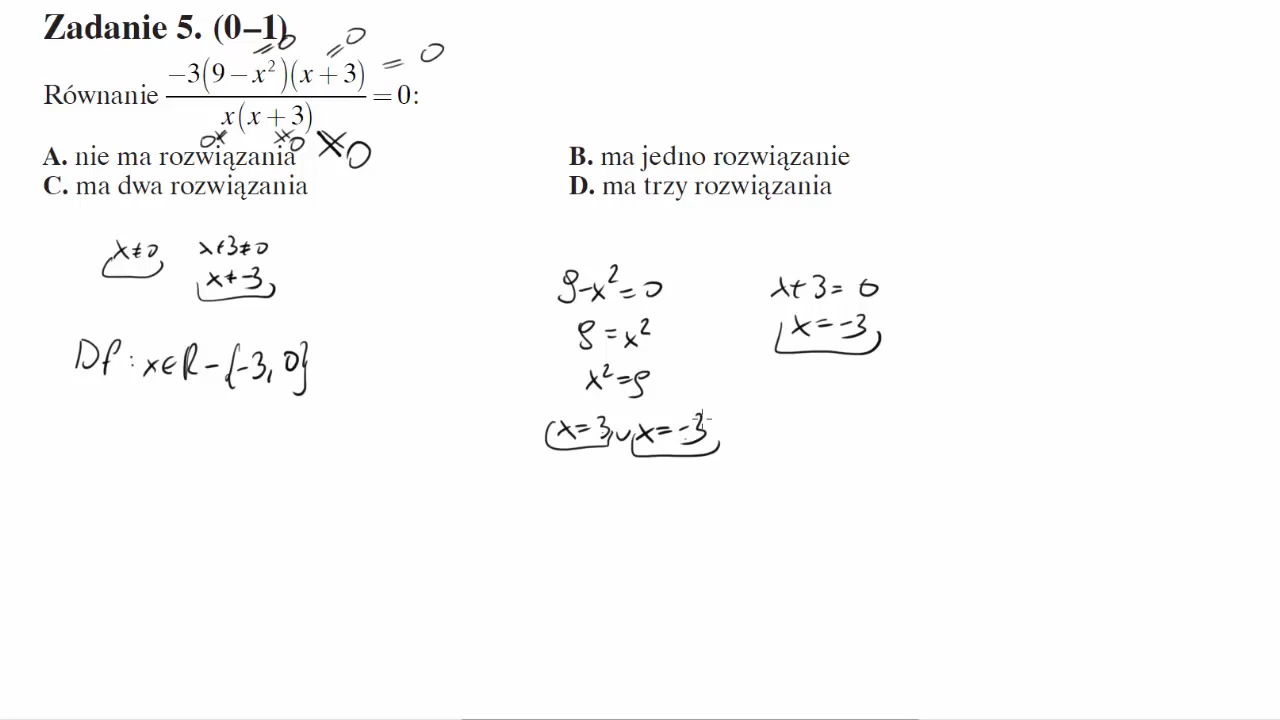 Zadanie 5. (0–1)
=0 =0 = 0
Równanie −3(9−x²)(x+3) / x(x+3) = 0:
0≠ ≠0 ≠0
A. nie ma rozwiązania B. ma jedno rozwiązanie
C. ma dwa rozwiązania D. ma trzy rozwiązania
x≠0 x+3≠0
x≠-3
9-x²=0 x+3=0
9=x² x=-3
Df: x∈R-{-3, 0}
x²=9
x=3 ∨ x=-3